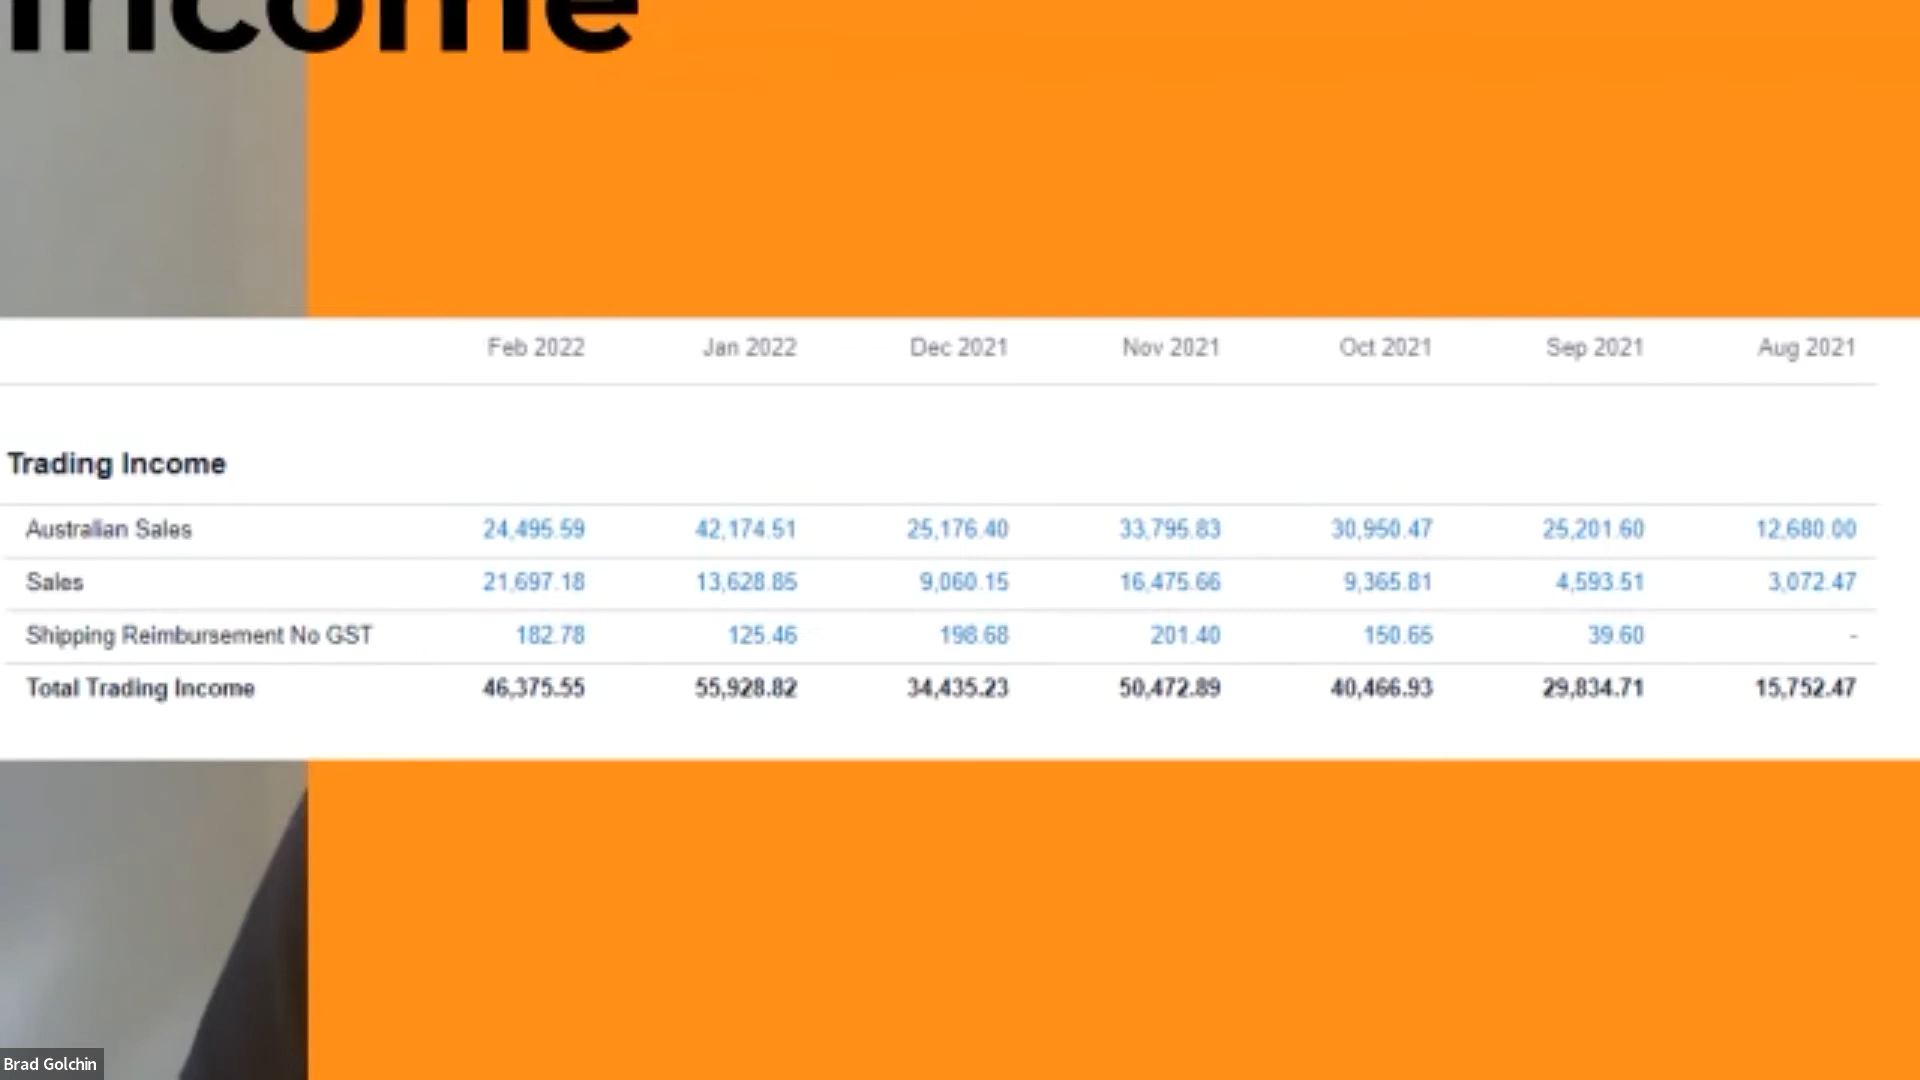 Income
Feb 2022 Jan 2022 Dec 2021 Nov 2021 Oct 2021 Sep 2021 Aug 2021
Trading Income
Australian Sales 24,495.59 42,174.51 25,176.40 33,795.83 30,950.47 25,201.60 12,680.00
Sales 21,697.18 13,628.85 9,060.15 16,475.66 9,365.81 4,593.51 3,072.47
Shipping Reimbursement No GST 182.78 125.46 198.68 201.40 150.65 39.60 -
Total Trading Income 46,375.55 55,928.82 34,435.23 50,472.89 40,466.93 29,834.71 15,752.47
Brad Golchin